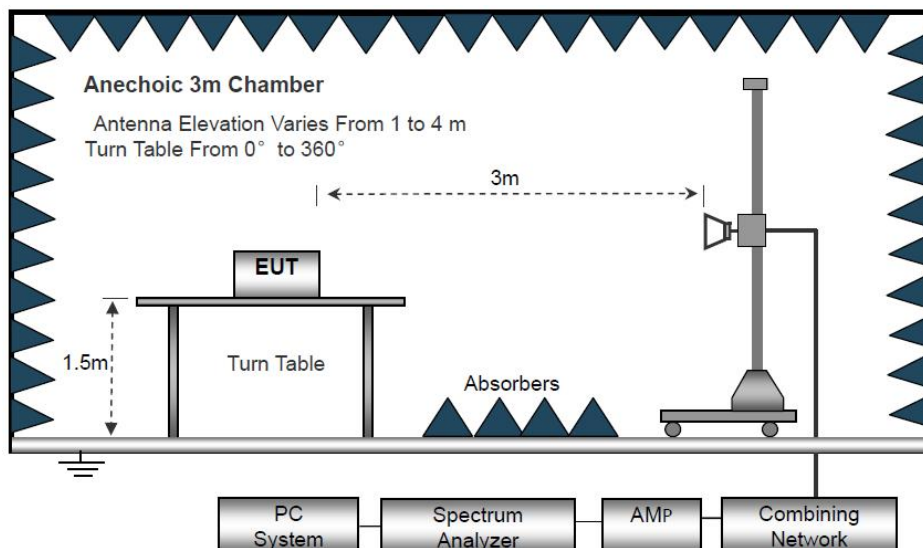 Anechoic 3m Chamber
Antenna Elevation Varies From 1 to 4 m
Turn Table From 0° to 360°
3m
EUT
1.5m
Turn Table
Absorbers
PC
System
Spectrum
Analyzer
AMP
Combining
Network